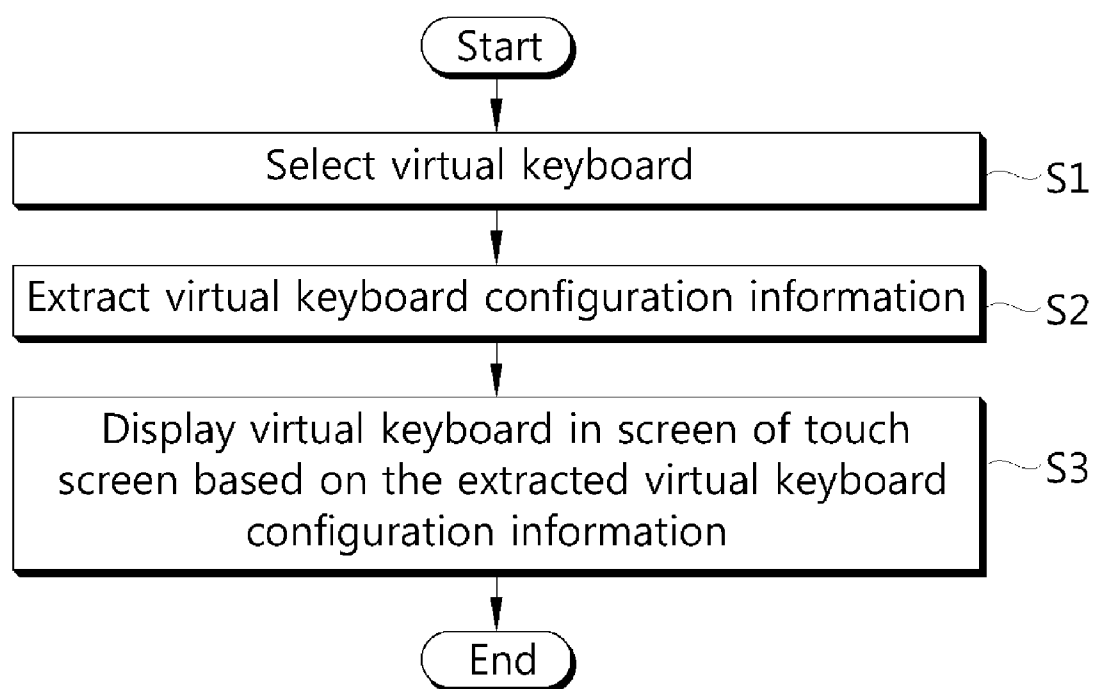 Start
Select virtual keyboard
S1
Extract virtual keyboard configuration information
S2
Display virtual keyboard in screen of touch
screen based on the extracted virtual keyboard
configuration information
S3
End